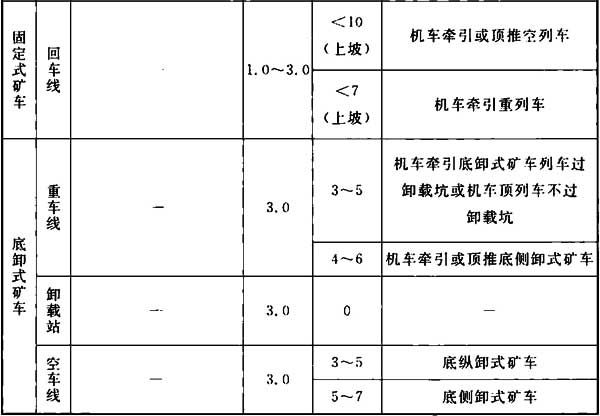 固定式矿车
回车线
—
1.0～3.0
＜10
（上坡）
机车牵引或顶推空列车
＜7
（上坡）
机车牵引重列车
底卸式矿车
重车线
—
3.0
3～5
机车牵引底卸式矿车列车过
卸载坑或机车顶列车不过
卸载坑
4～6
机车牵引或顶推底侧卸式矿车
卸载站
—
3.0
0
—
空车线
—
3.0
3～5
底纵卸式矿车
5～7
底侧卸式矿车